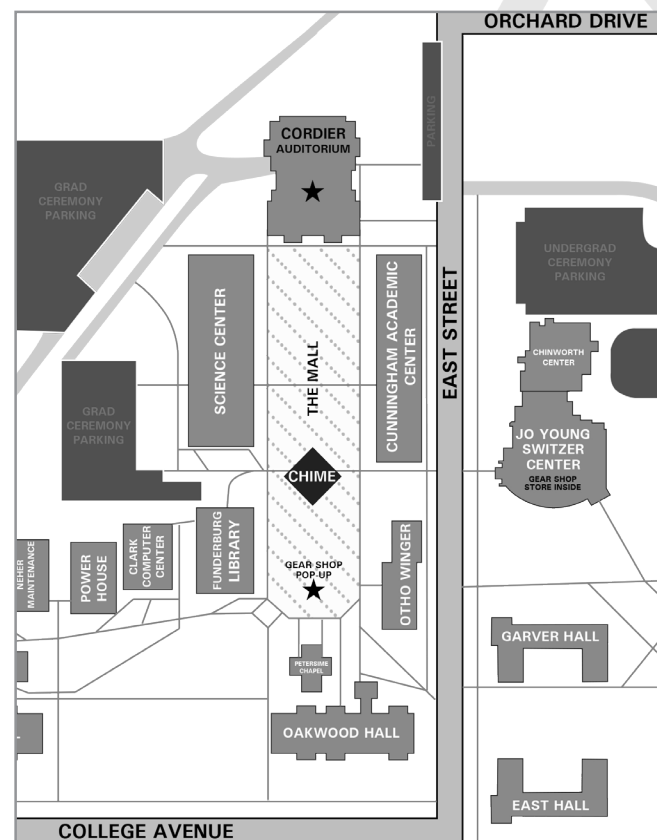 ORCHARD DRIVE
CORDIER
AUDITORIUM
PARKING
GRAD
CEREMONY
PARKING
UNDERGRAD
CEREMONY
PARKING
SCIENCE CENTER
THE MALL
CUNNINGHAM ACADEMIC
CENTER
EAST STREET
CHINWORTH
CENTER
GRAD
CEREMONY
PARKING
JO YOUNG
SWITZER
CENTER
GEAR SHOP
STORE INSIDE
CHIME
NEHER
MAINTENANCE
POWER
HOUSE
CLARK
COMPUTER
CENTER
FUNDERBURG
LIBRARY
GEAR SHOP
POP-UP
OTHO WINGER
GARVER HALL
PETERSIME
CHAPEL
OAKWOOD HALL
EAST HALL
COLLEGE AVENUE